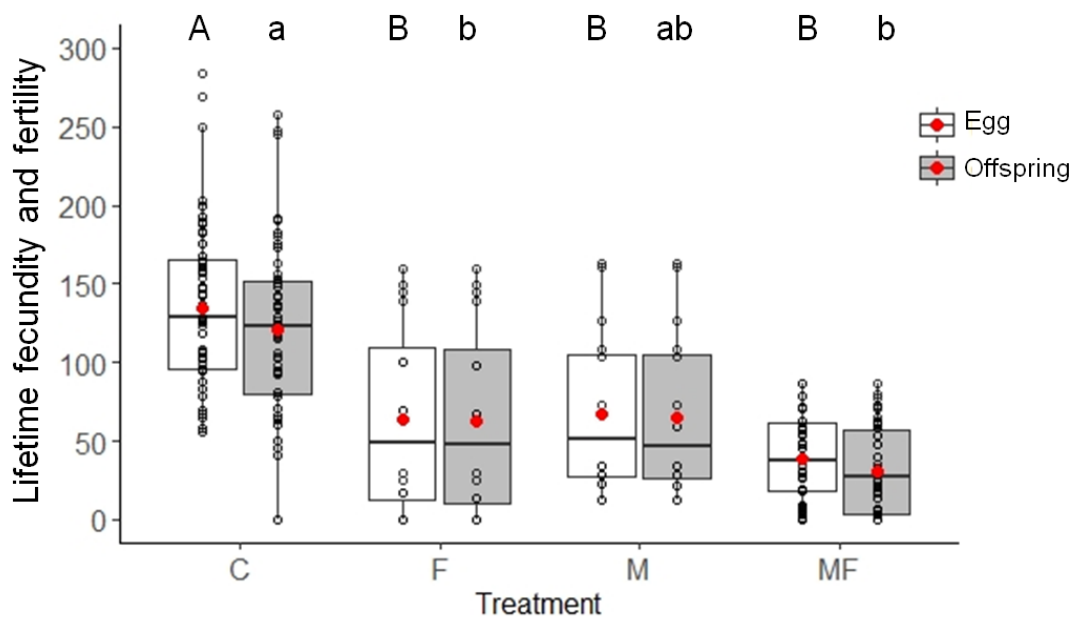 A a B b B ab B b
Lifetime fecundity and fertility
300
250
200
150
100
50
0
Egg
Offspring
C F M MF
Treatment